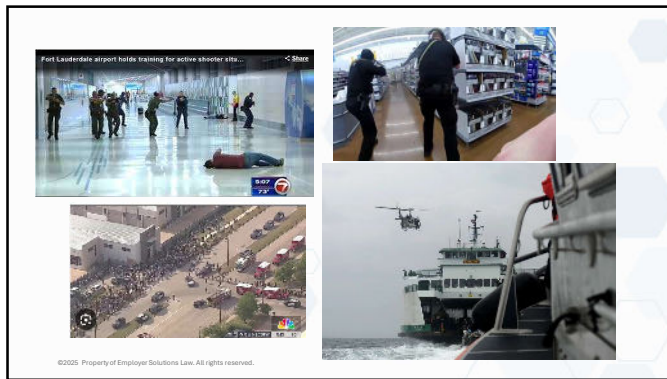 Fort Lauderdale airport holds training for active shooter situ...
Share
5:07
7
73°
©2025 Property of Employer Solutions Law. All rights reserved.